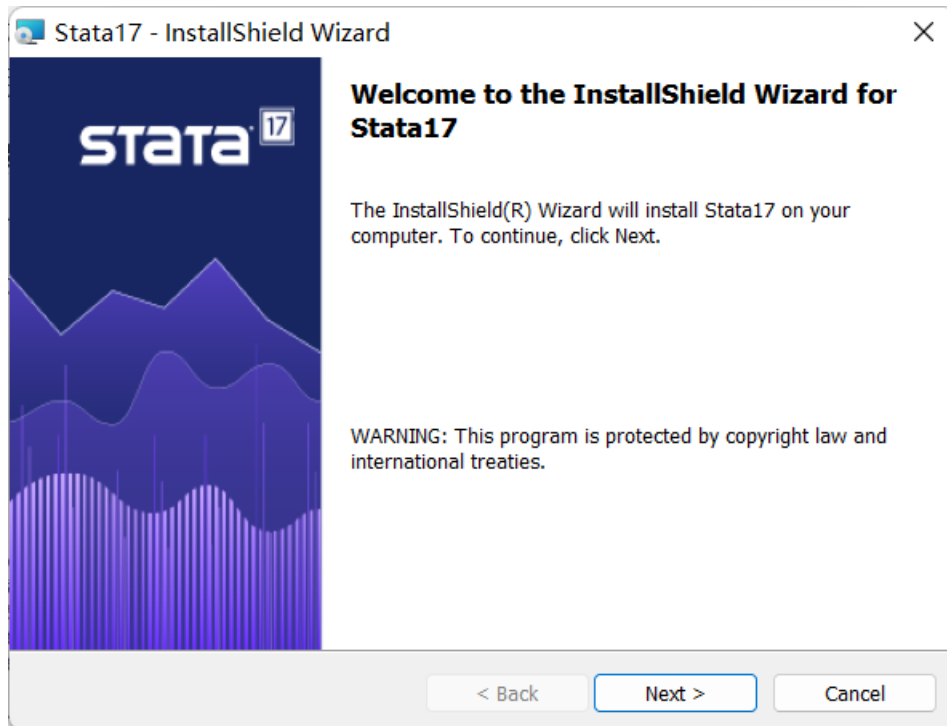 Stata17 - InstallShield Wizard
STATA 17
Welcome to the InstallShield Wizard for
Stata17
The InstallShield(R) Wizard will install Stata17 on your
computer. To continue, click Next.
WARNING: This program is protected by copyright law and
international treaties.
< Back
Next >
Cancel